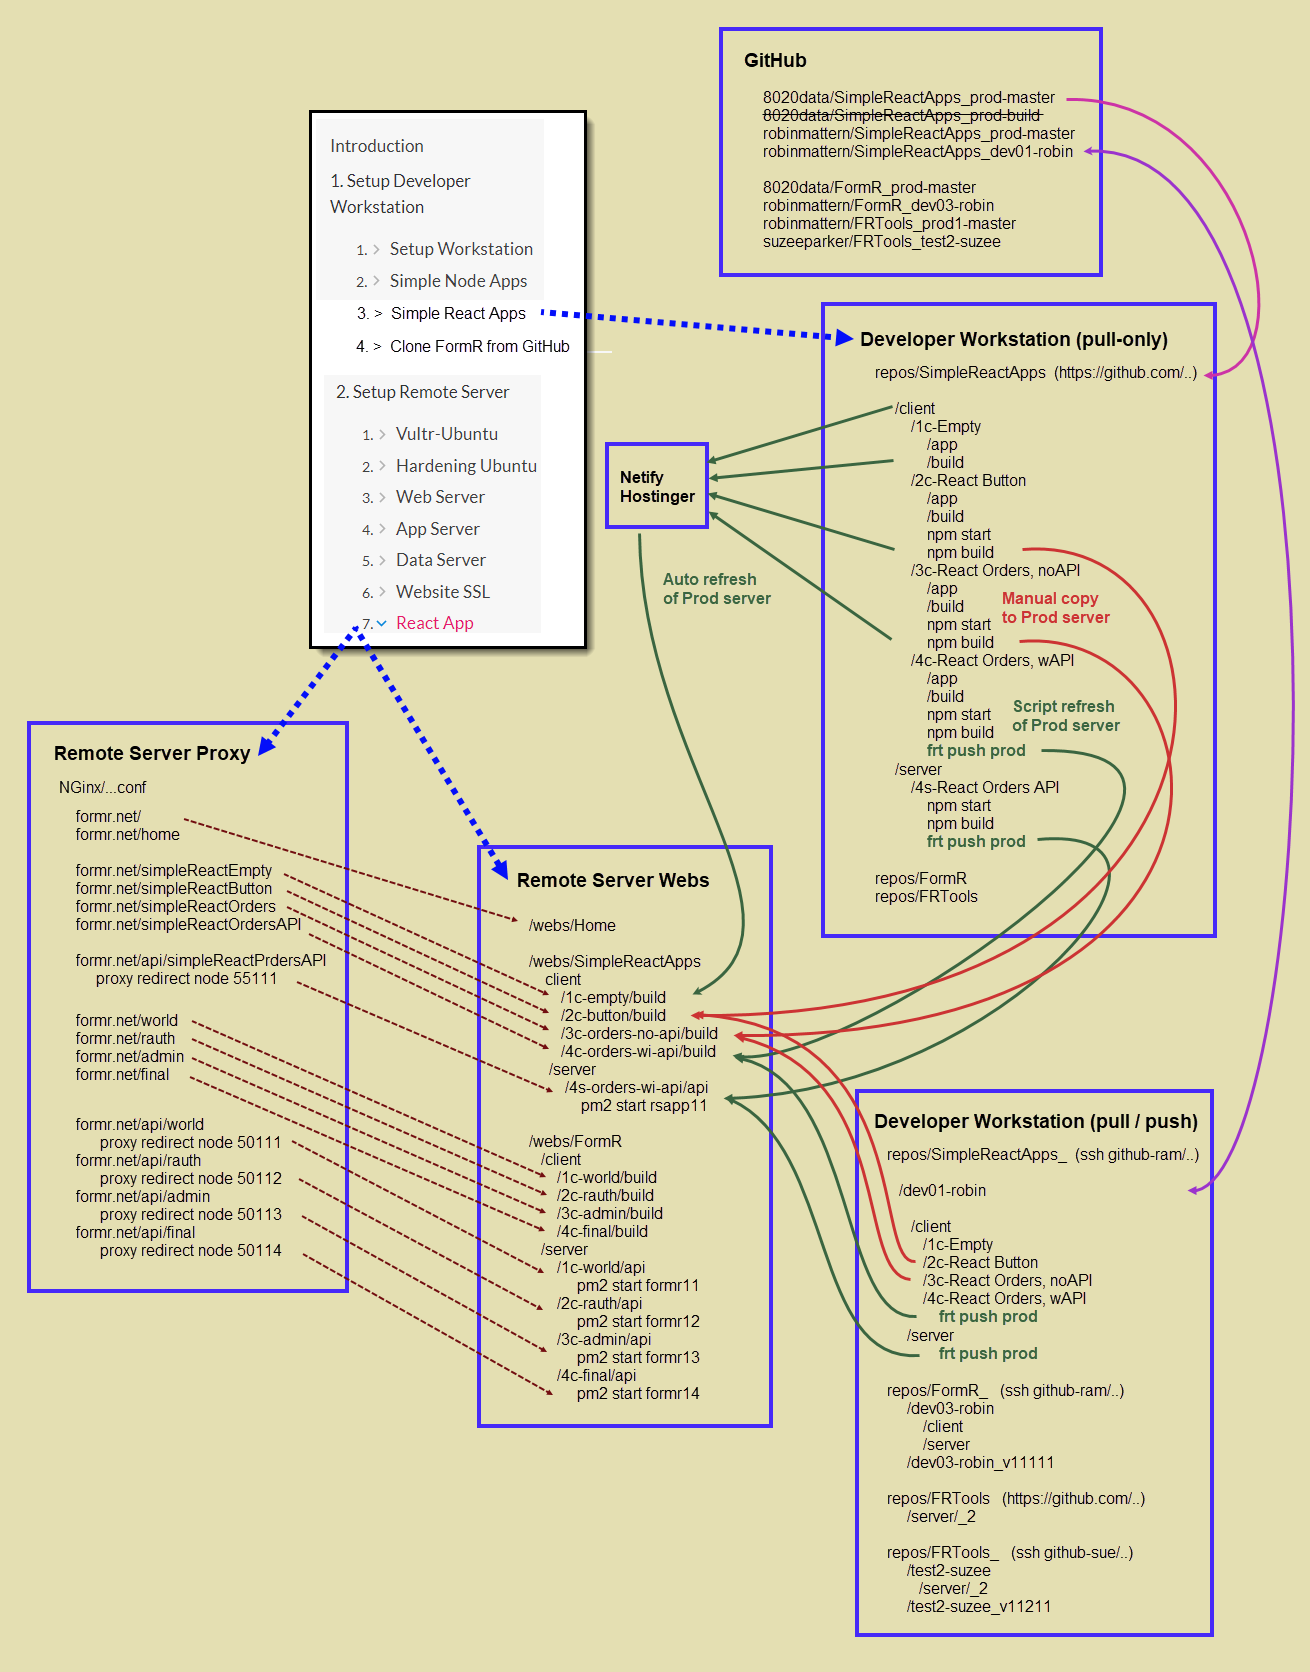 GitHub
8020data/SimpleReactApps_prod-master
8020data/SimpleReactApps_prod-build
robinmattern/SimpleReactApps_prod-master
robinmattern/SimpleReactApps_dev01-robin
8020data/FormR_prod-master
robinmattern/FormR_dev03-robin
robinmattern/FRTools_prod1-master
suzeeparker/FRTools_test2-suzee
Introduction
1. Setup Developer
Workstation
1. > Setup Workstation
2. > Simple Node Apps
3. > Simple React Apps
4. > Clone FormR from GitHub
2. Setup Remote Server
1. > Vultr-Ubuntu
2. > Hardening Ubuntu
3. > Web Server
4. > App Server
5. > Data Server
6. > Website SSL
7. React App
Developer Workstation (pull-only)
repos/SimpleReactApps (https://github.com/..)
/client
/1c-Empty
/app
/build
/2c-React Button
/app
/build
npm start
npm build
/3c-React Orders, noAPI
/app
/build
npm start
npm build
/4c-React Orders, wAPI
/app
/build
npm start
npm build
frt push prod
/server
/4s-React Orders API
npm start
npm build
frt push prod
repos/FormR
repos/FRTools
Manual copy
to Prod server
Script refresh
of Prod server
Netify
Hostinger
Auto refresh
of Prod server
Remote Server Proxy
NGinx/...conf
formr.net/
formr.net/home
formr.net/simpleReactEmpty
formr.net/simpleReactButton
formr.net/simpleReactOrders
formr.net/simpleReactOrdersAPI
formr.net/api/simpleReactPrdersAPI
proxy redirect node 55111
formr.net/world
formr.net/rauth
formr.net/admin
formr.net/final
formr.net/api/world
proxy redirect node 50111
formr.net/api/rauth
proxy redirect node 50112
formr.net/api/admin
proxy redirect node 50113
formr.net/api/final
proxy redirect node 50114
Remote Server Webs
/webs/Home
/webs/SimpleReactApps
client
/1c-empty/build
/2c-button/build
/3c-orders-no-api/build
/4c-orders-wi-api/build
/server
/4s-orders-wi-api/api
pm2 start rsapp11
/webs/FormR
/client
/1c-world/build
/2c-rauth/build
/3c-admin/build
/4c-final/build
/server
/1c-world/api
pm2 start formr11
/2c-rauth/api
pm2 start formr12
/3c-admin/api
pm2 start formr13
/4c-final/api
pm2 start formr14
Developer Workstation (pull / push)
repos/SimpleReactApps_ (ssh github-ram/..)
/dev01-robin
/client
/1c-Empty
/2c-React Button
/3c-React Orders, noAPI
/4c-React Orders, wAPI
frt push prod
/server
frt push prod
repos/FormR_ (ssh github-ram/..)
/dev03-robin
/client
/server
/dev03-robin_v11111
repos/FRTools (https://github.com/..)
/server/_2
repos/FRTools_ (ssh github-sue/..)
/test2-suzee
/server/_2
/test2-suzee_v11211